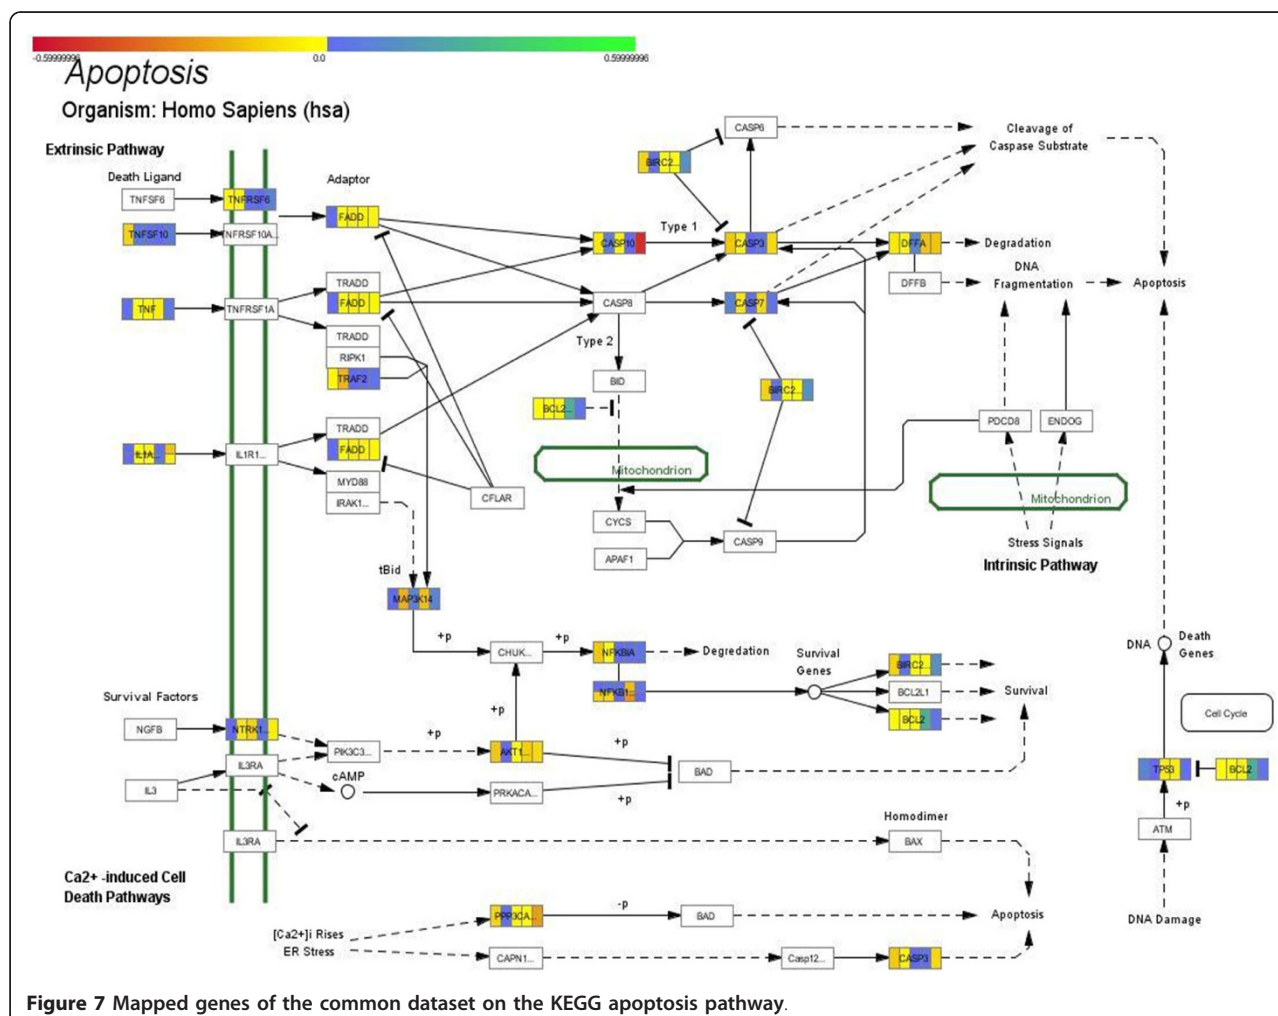 -0.59999996
0.0
0.59999996
Apoptosis
Organism: Homo Sapiens (hsa)
Extrinsic Pathway
Death Ligand
Adaptor
TNFSF6
TNFRSF6
TNFSF10
TNFRSF10A...
FADD
BIRC2...
CASP6
Cleavage of
Caspase Substrate
CASP10
Type 1
CASP3
DFFA
Degradation
DFFB
DNA
Fragmentation
Apoptosis
TNF
TNFRSF1A
TRADD
FADD
CASP8
CASP7
TRADD
RIPK1
TRAF2
Type 2
BID
BCL2...
BIRC2...
PDCD8
ENDOG
IL1A...
IL1R1...
TRADD
FADD
MYD88
IRAK1...
CFLAR
Mitochondrion
Mitochondrion
CYCS
APAF1
CASP9
Stress Signals
Intrinsic Pathway
tBid
MAP3K14
+p
CHUK...
+p
NFKBIA
Degredation
NFKB1...
Survival
Genes
BIRC2...
BCL2L1
BCL2
Survival
DNA
Death
Genes
Cell Cycle
Survival Factors
NGFB
NTRK1...
+p
+p
PIK3C3...
AKT1...
+p
IL3RA
IL3
cAMP
PRKACA...
+p
BAD
TP53
BCL2
+p
ATM
DNA Damage
IL3RA
Homodimer
BAX
Ca2+ -induced Cell
Death Pathways
[Ca2+]i Rises
ER Stress
PPP3CA...
-p
BAD
Apoptosis
CAPN1...
Casp12...
CASP3
Figure 7 Mapped genes of the common dataset on the KEGG apoptosis pathway.